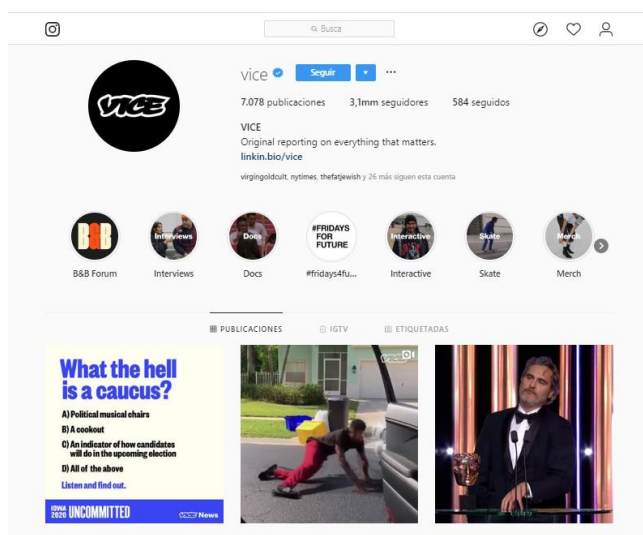 Busca
vice Seguir
7.078 publicaciones 3,1mm seguidores 584 seguidos
VICE
Original reporting on everything that matters.
linkin.bio/vice
virgingoldcult, nytimes, thefatjewish y 26 más siguen esta cuenta
VICE
Interviews
Docs
#FRIDAYS
FOR
FUTURE
Interactive
Skate
Merch
B&B
B&B Forum Interviews Docs #fridays4fu... Interactive Skate Merch
PUBLICACIONES IGTV ETIQUETADAS
What the hell
is a caucus?
A) Political musical chairs
B) A cookout
C) An indicator of how candidates
will do in the upcoming election
D) All of the above
Listen and find out.
IOWA
2020 UNCOMMITTED
VICE News
VICE